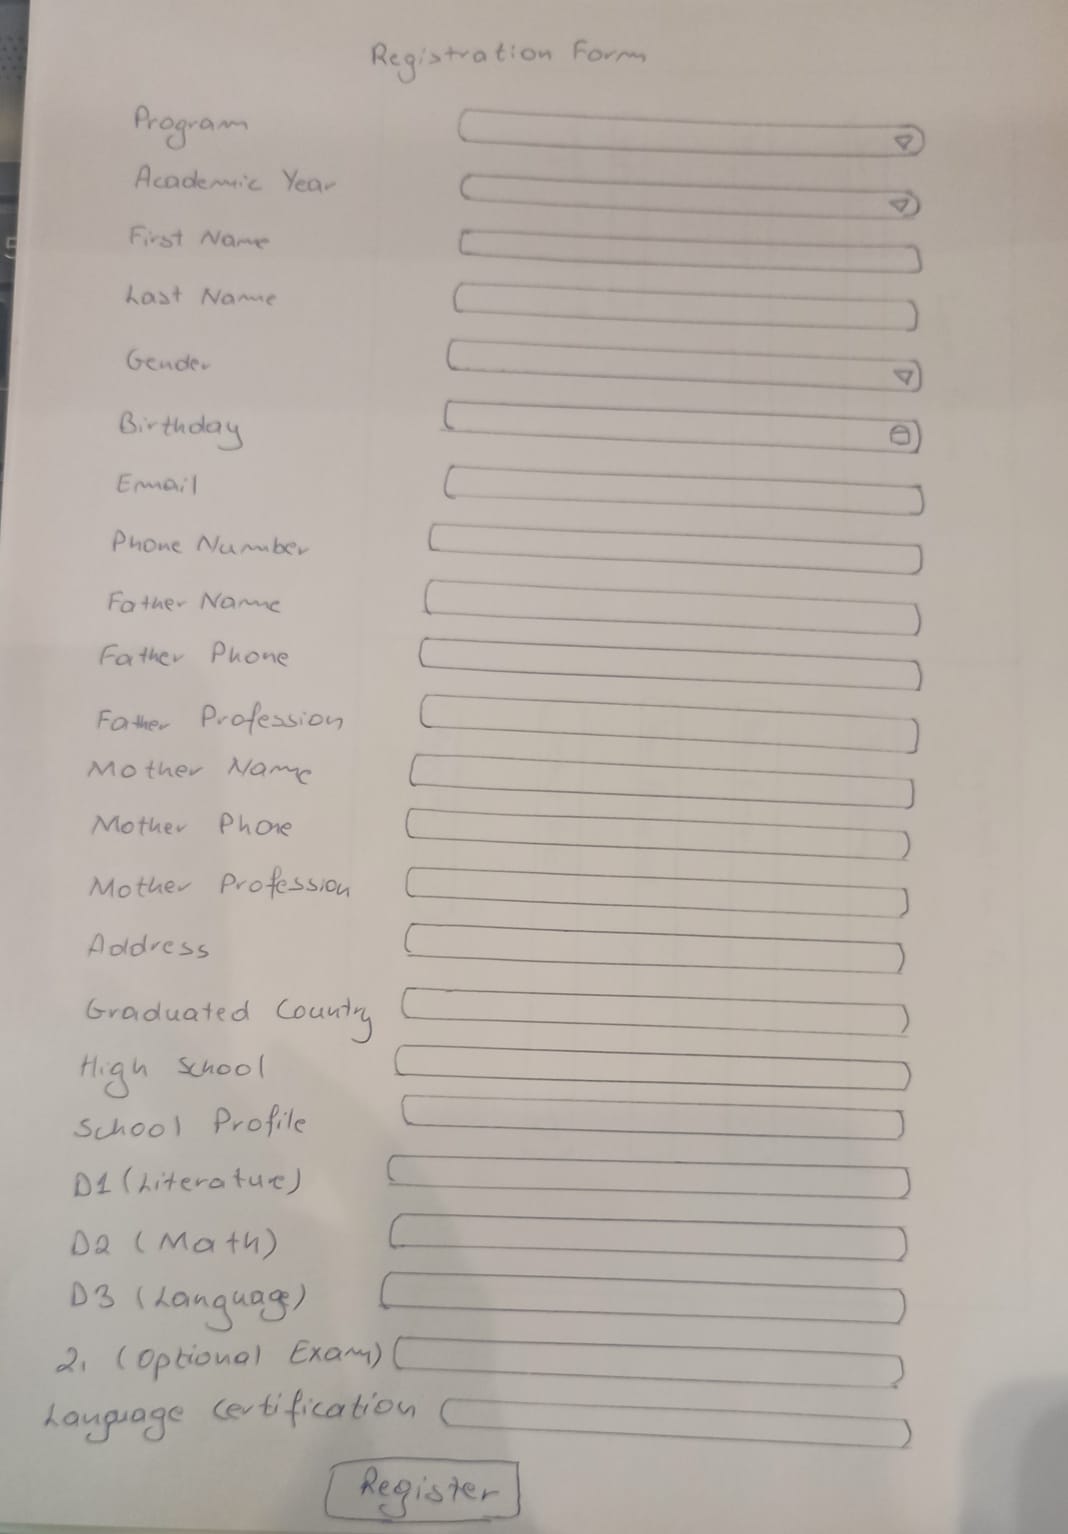 Registration Form
Program
Academic Year
First Name
Last Name
Gender
Birthday
Email
Phone Number
Father Name
Father Phone
Father Profession
Mother Name
Mother Phone
Mother Profession
Address
Graduated Country
High School
School Profile
D1 (Literature)
D2 (Math)
D3 (Language)
2. (Optional Exam)
Language Certification
Register
5